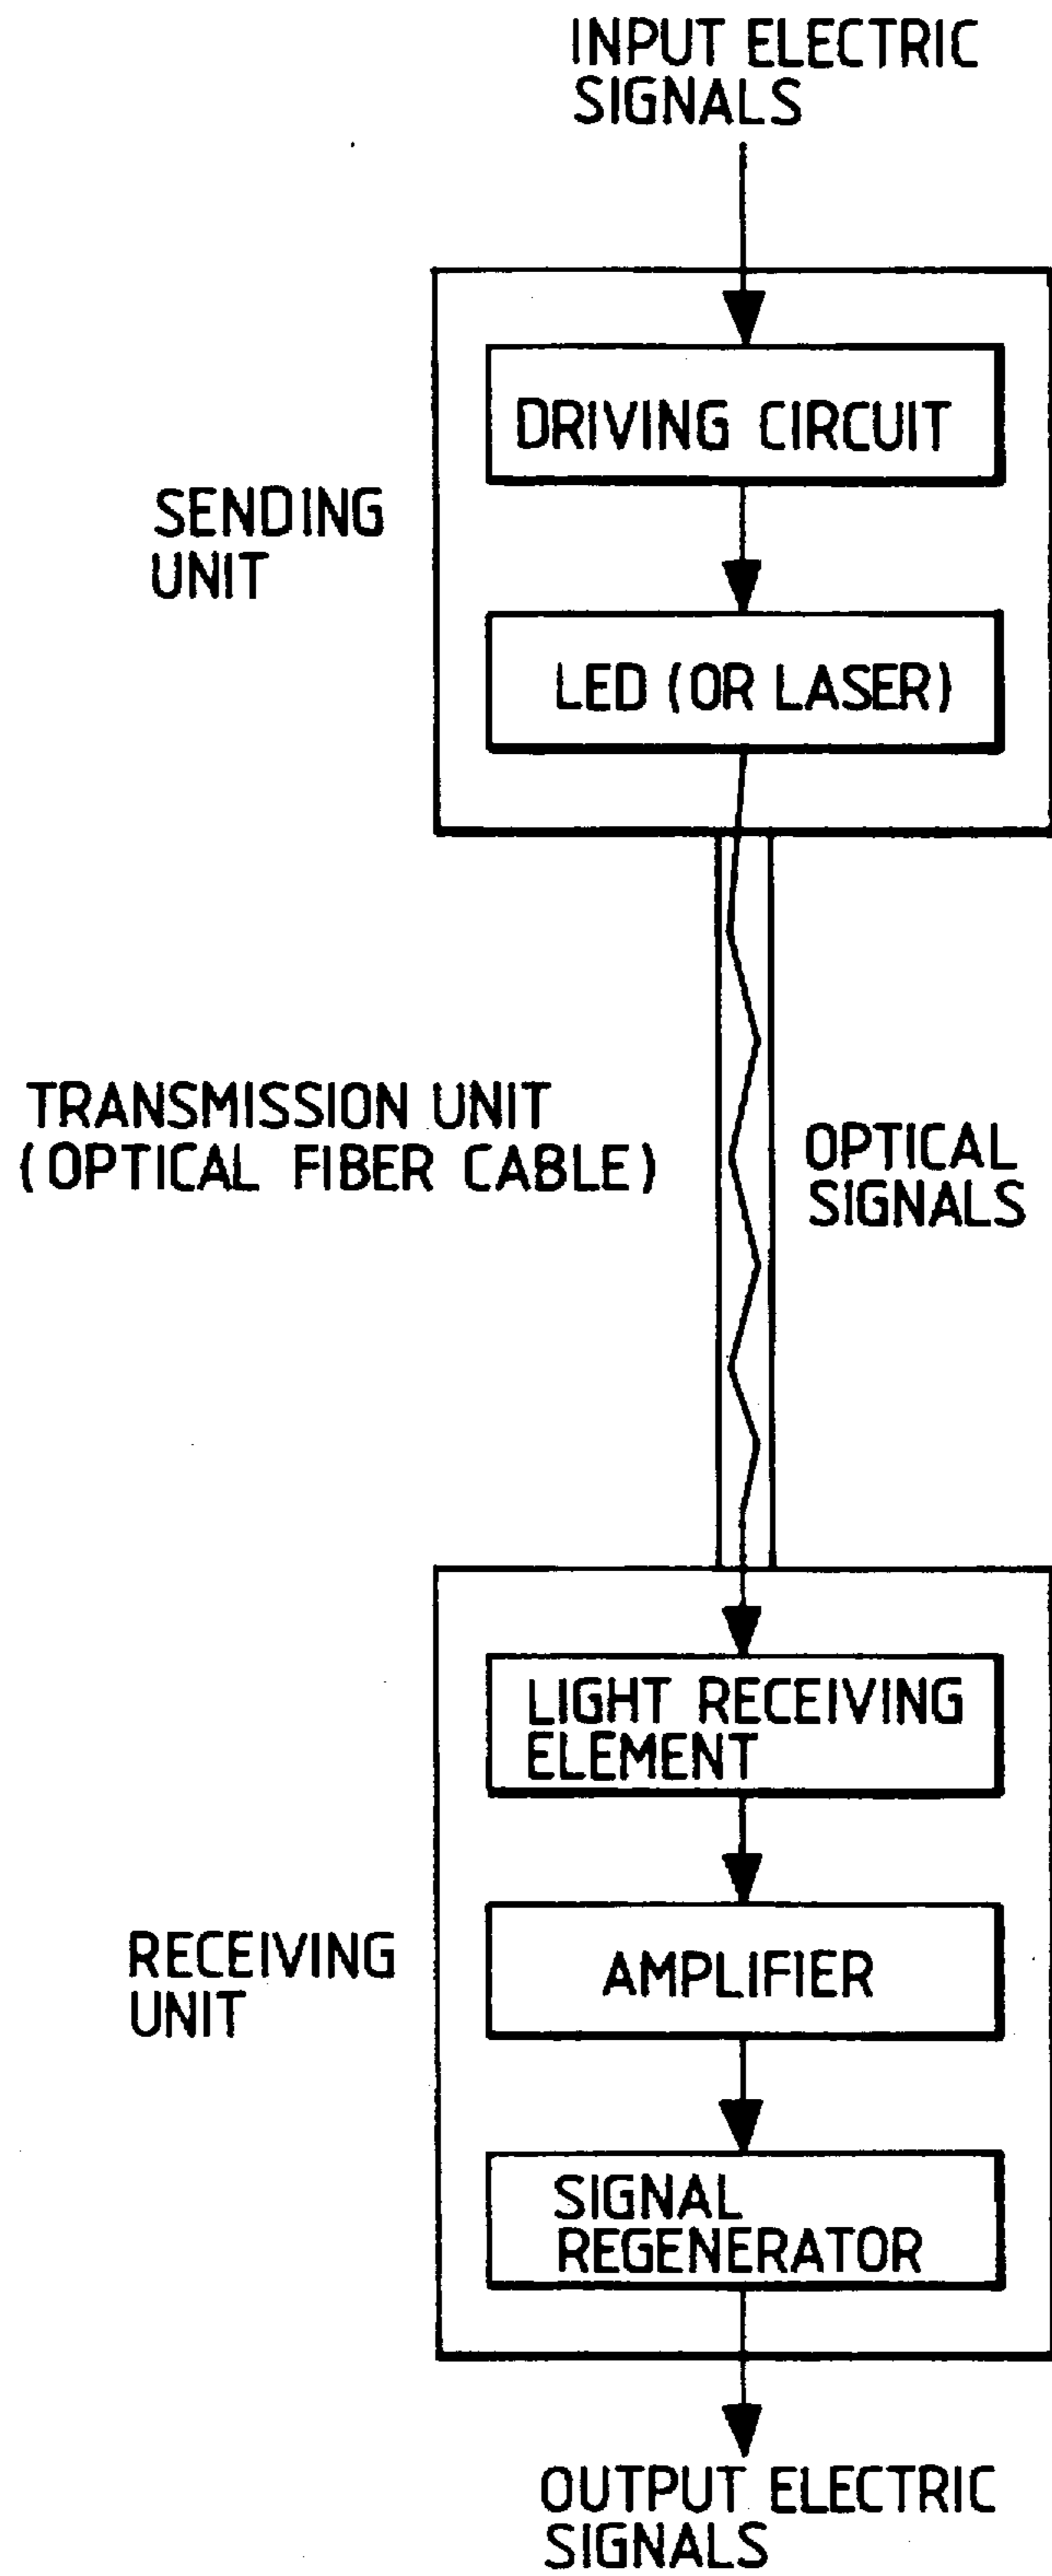 INPUT ELECTRIC
SIGNALS
DRIVING CIRCUIT
SENDING
UNIT
LED (OR LASER)
TRANSMISSION UNIT
(OPTICAL FIBER CABLE)
OPTICAL
SIGNALS
LIGHT RECEIVING
ELEMENT
RECEIVING
UNIT
AMPLIFIER
SIGNAL
REGENERATOR
OUTPUT ELECTRIC
SIGNALS